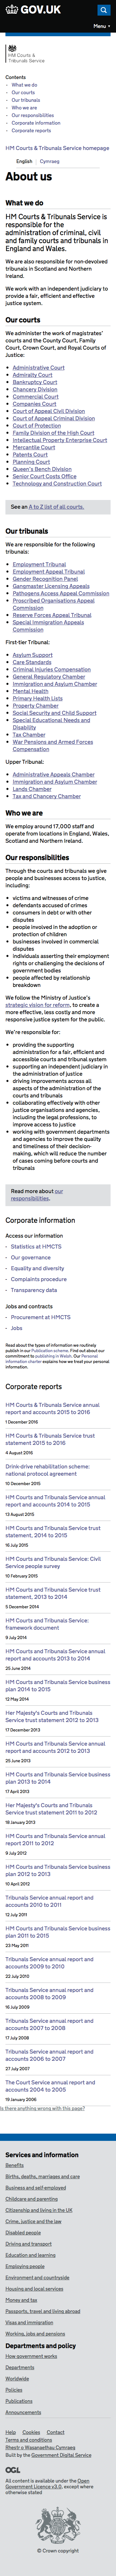 GOV.UK
Menu
HM Courts &
Tribunals Service
Contents
- What we do
- Our courts
- Our tribunals
- Who we are
- Our responsibilities
- Corporate information
- Corporate reports
HM Courts & Tribunals Service homepage
English
Cymraeg
About us
What we do
HM Courts & Tribunals Service is
responsible for the
administration of criminal, civil
and family courts and tribunals in
England and Wales.
We are also responsible for non-devolved
tribunals in Scotland and Northern
Ireland.
We work with an independent judiciary to
provide a fair, efficient and effective
justice system.
Our courts
We administer the work of magistrates'
courts and the County Court, Family
Court, Crown Court, and Royal Courts of
Justice:
Administrative Court
Admiralty Court
Bankruptcy Court
Chancery Division
Commercial Court
Companies Court
Court of Appeal Civil Division
Court of Appeal Criminal Division
Court of Protection
Family Division of the High Court
Intellectual Property Enterprise Court
Mercantile Court
Patents Court
Planning Court
Queen's Bench Division
Senior Court Costs Office
Technology and Construction Court
See an A to Z list of all courts.
Our tribunals
We are responsible for the following
tribunals:
Employment Tribunal
Employment Appeal Tribunal
Gender Recognition Panel
Gangmaster Licensing Appeals
Pathogens Access Appeal Commission
Proscribed Organisations Appeal
Commission
Reserve Forces Appeal Tribunal
Special Immigration Appeals
Commission
First-tier Tribunal:
Asylum Support
Care Standards
Criminal Injuries Compensation
General Regulatory Chamber
Immigration and Asylum Chamber
Mental Health
Primary Health Lists
Property Chamber
Social Security and Child Support
Special Educational Needs and
Disability
Tax Chamber
War Pensions and Armed Forces
Compensation
Upper Tribunal:
Administrative Appeals Chamber
Immigration and Asylum Chamber
Lands Chamber
Tax and Chancery Chamber
Who we are
We employ around 17,000 staff and
operate from locations in England, Wales,
Scotland and Northern Ireland.
Our responsibilities
Through the courts and tribunals we give
people and businesses access to justice,
including:
victims and witnesses of crime
defendants accused of crimes
consumers in debt or with other
disputes
people involved in the adoption or
protection of children
businesses involved in commercial
disputes
individuals asserting their employment
rights or challenging the decisions of
government bodies
people affected by relationship
breakdown
We follow the Ministry of Justice's
strategic vision for reform, to create a
more effective, less costly and more
responsive justice system for the public.
We're responsible for:
providing the supporting
administration for a fair, efficient and
accessible courts and tribunal system
supporting an independent judiciary in
the administration of justice
driving improvements across all
aspects of the administration of the
courts and tribunals
collaborating effectively with other
justice organisations and agencies,
including the legal professions, to
improve access to justice
working with government departments
and agencies, to improve the quality
and timeliness of their decision making
in order to reduce the number of cases
coming before courts and tribunals
Read more about our
responsibilities.
Corporate information
Access our information
- Statistics at HMCTS
- Our governance
- Equality and diversity
- Complaints procedure
- Transparency data
Jobs and contracts
- Procurement at HMCTS
- Jobs
Read about the types of information we routinely
publish in our Publication scheme. Find out about our
commitment to publishing in Welsh. Our Personal
information charter explains how we treat your personal
information.
Corporate reports
HM Courts & Tribunals Service annual
report and accounts 2015 to 2016
1 December 2016
HM Courts & Tribunals Service trust
statement 2015 to 2016
4 August 2016
Drink-drive rehabilitation scheme:
national protocol agreement
10 December 2015
HM Courts and Tribunals Service annual
report and accounts 2014 to 2015
13 August 2015
HM Courts and Tribunals Service trust
statement, 2014 to 2015
16 July 2015
HM Courts and Tribunals Service: Civil
Service people survey
10 February 2015
HM Courts and Tribunals Service trust
statement, 2013 to 2014
5 December 2014
HM Courts and Tribunals Service:
framework document
9 July 2014
HM Courts and Tribunals Service annual
report and accounts 2013 to 2014
25 June 2014
HM Courts and Tribunals Service business
plan 2014 to 2015
12 May 2014
Her Majesty's Courts and Tribunals
Service trust statement 2012 to 2013
17 December 2013
HM Courts and Tribunals Service annual
report and accounts 2012 to 2013
25 June 2013
HM Courts and Tribunals Service business
plan 2013 to 2014
17 April 2013
Her Majesty's Courts and Tribunals
Service trust statement 2011 to 2012
18 January 2013
HM Courts and Tribunals Service annual
report 2011 to 2012
9 July 2012
HM Courts and Tribunals Service business
plan 2012 to 2013
10 April 2012
Tribunals Service annual report and
accounts 2010 to 2011
12 July 2011
HM Courts and Tribunals Service business
plan 2011 to 2015
23 May 2011
Tribunals Service annual report and
accounts 2009 to 2010
22 July 2010
Tribunals Service annual report and
accounts 2008 to 2009
16 July 2009
Tribunals Service annual report and
accounts 2007 to 2008
17 July 2008
Tribunals Service annual report and
accounts 2006 to 2007
27 July 2007
The Court Service annual report and
accounts 2004 to 2005
19 January 2006
Is there anything wrong with this page?
Services and information
Benefits
Births, deaths, marriages and care
Business and self-employed
Childcare and parenting
Citizenship and living in the UK
Crime, justice and the law
Disabled people
Driving and transport
Education and learning
Employing people
Environment and countryside
Housing and local services
Money and tax
Passports, travel and living abroad
Visas and immigration
Working, jobs and pensions
Departments and policy
How government works
Departments
Worldwide
Policies
Publications
Announcements
Help Cookies Contact
Terms and conditions
Rhestr o Wasanaethau Cymraeg
Built by the Government Digital Service
OGL
All content is available under the Open
Government Licence v3.0, except where
otherwise stated
© Crown copyright